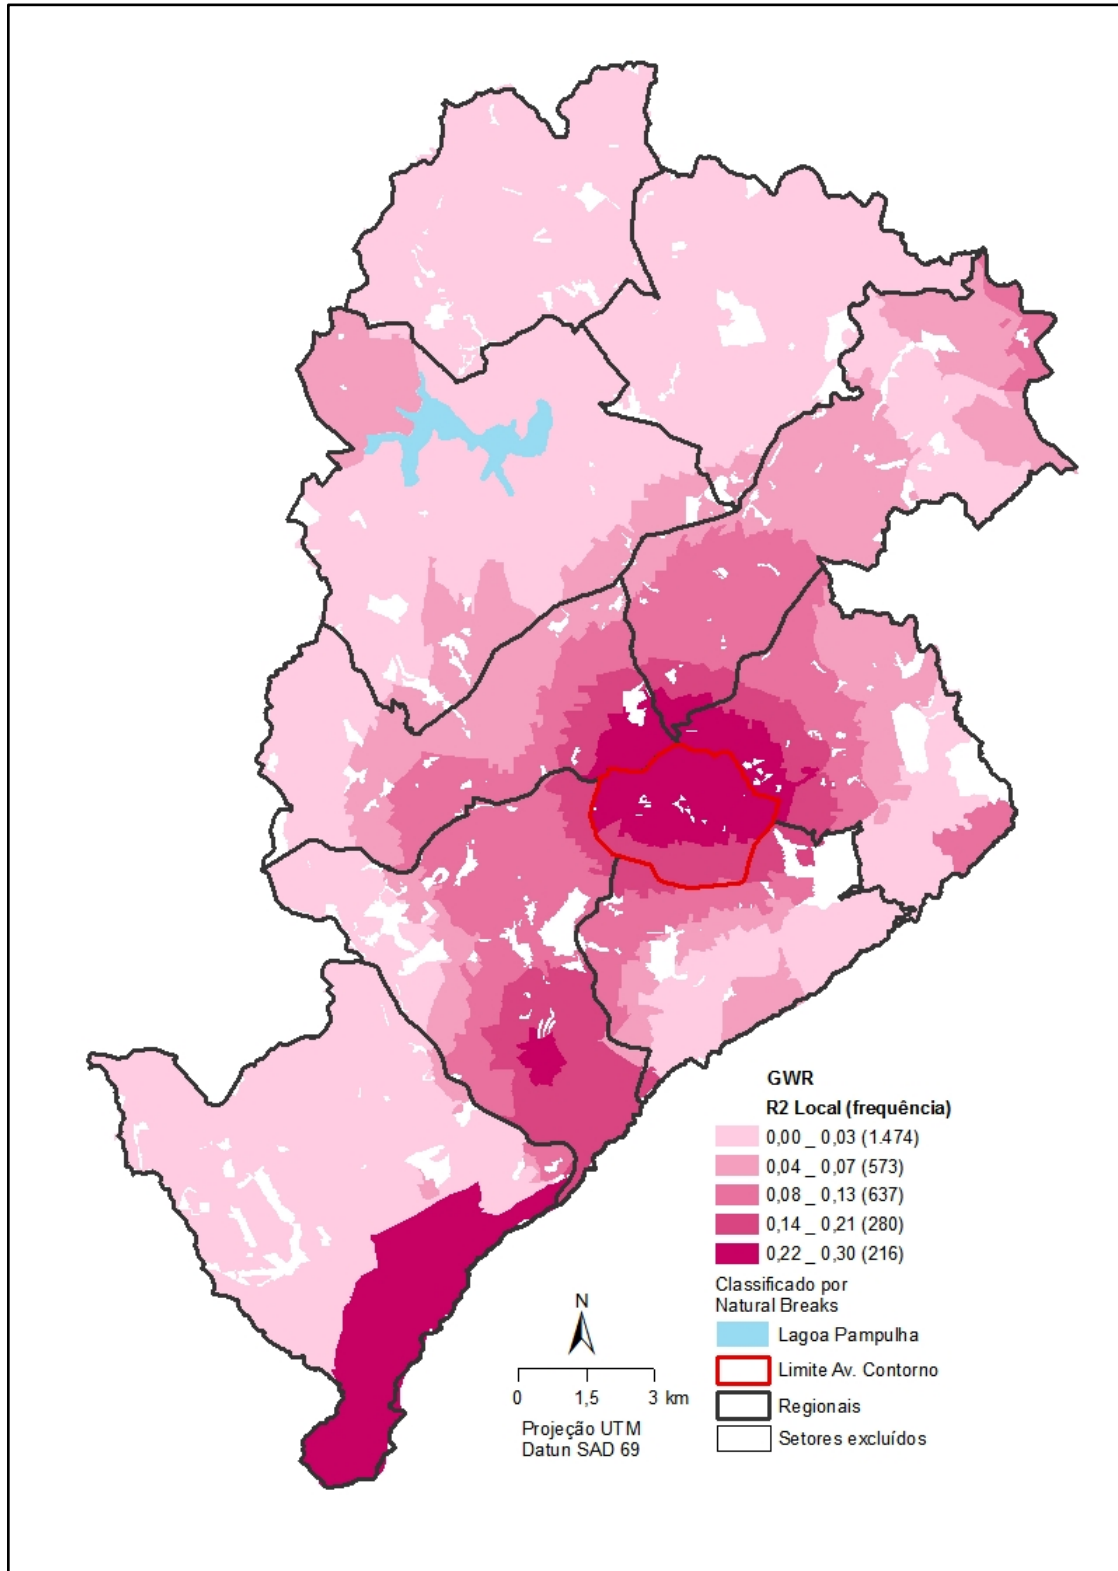 GWR
R2 Local (frequência)
0,00 _ 0,03 (1.474)
0,04 _ 0,07 (573)
0,08 _ 0,13 (637)
0,14 _ 0,21 (280)
0,22 _ 0,30 (216)
Classificado por
Natural Breaks
Lagoa Pampulha
Limite Av. Contorno
Regionais
Setores excluídos
N
0 1,5 3 km
Projeção UTM
Datun SAD 69